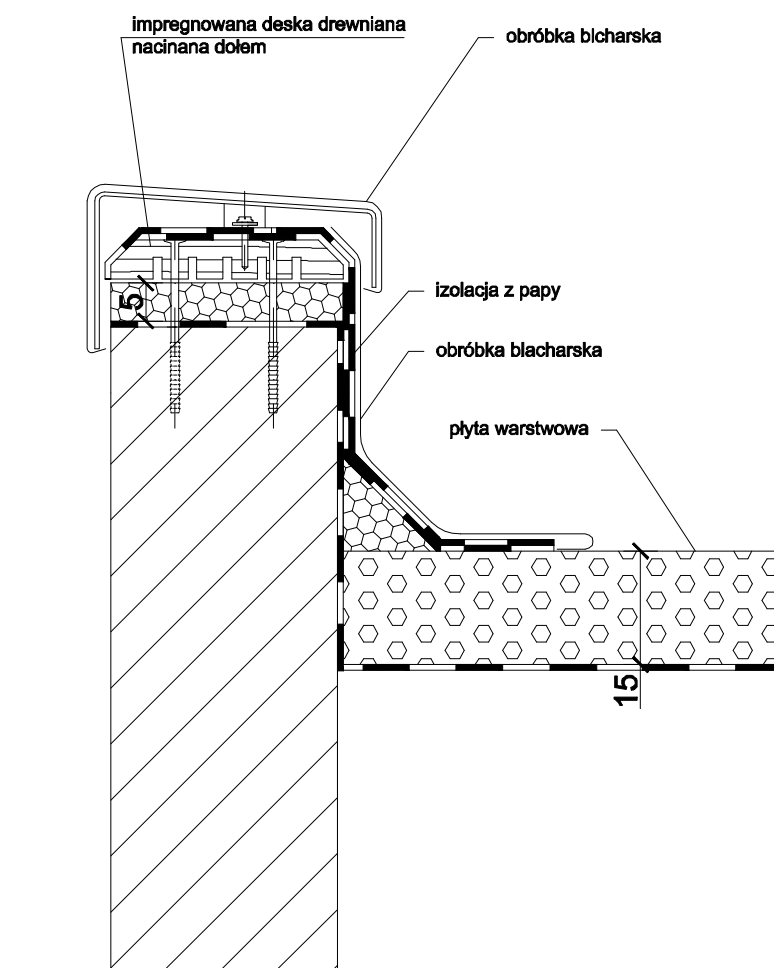 impregnowana deska drewniana
nacinana dołem
obróbka blcharska
5
izolacja z papy
obróbka blacharska
płyta warstwowa
15